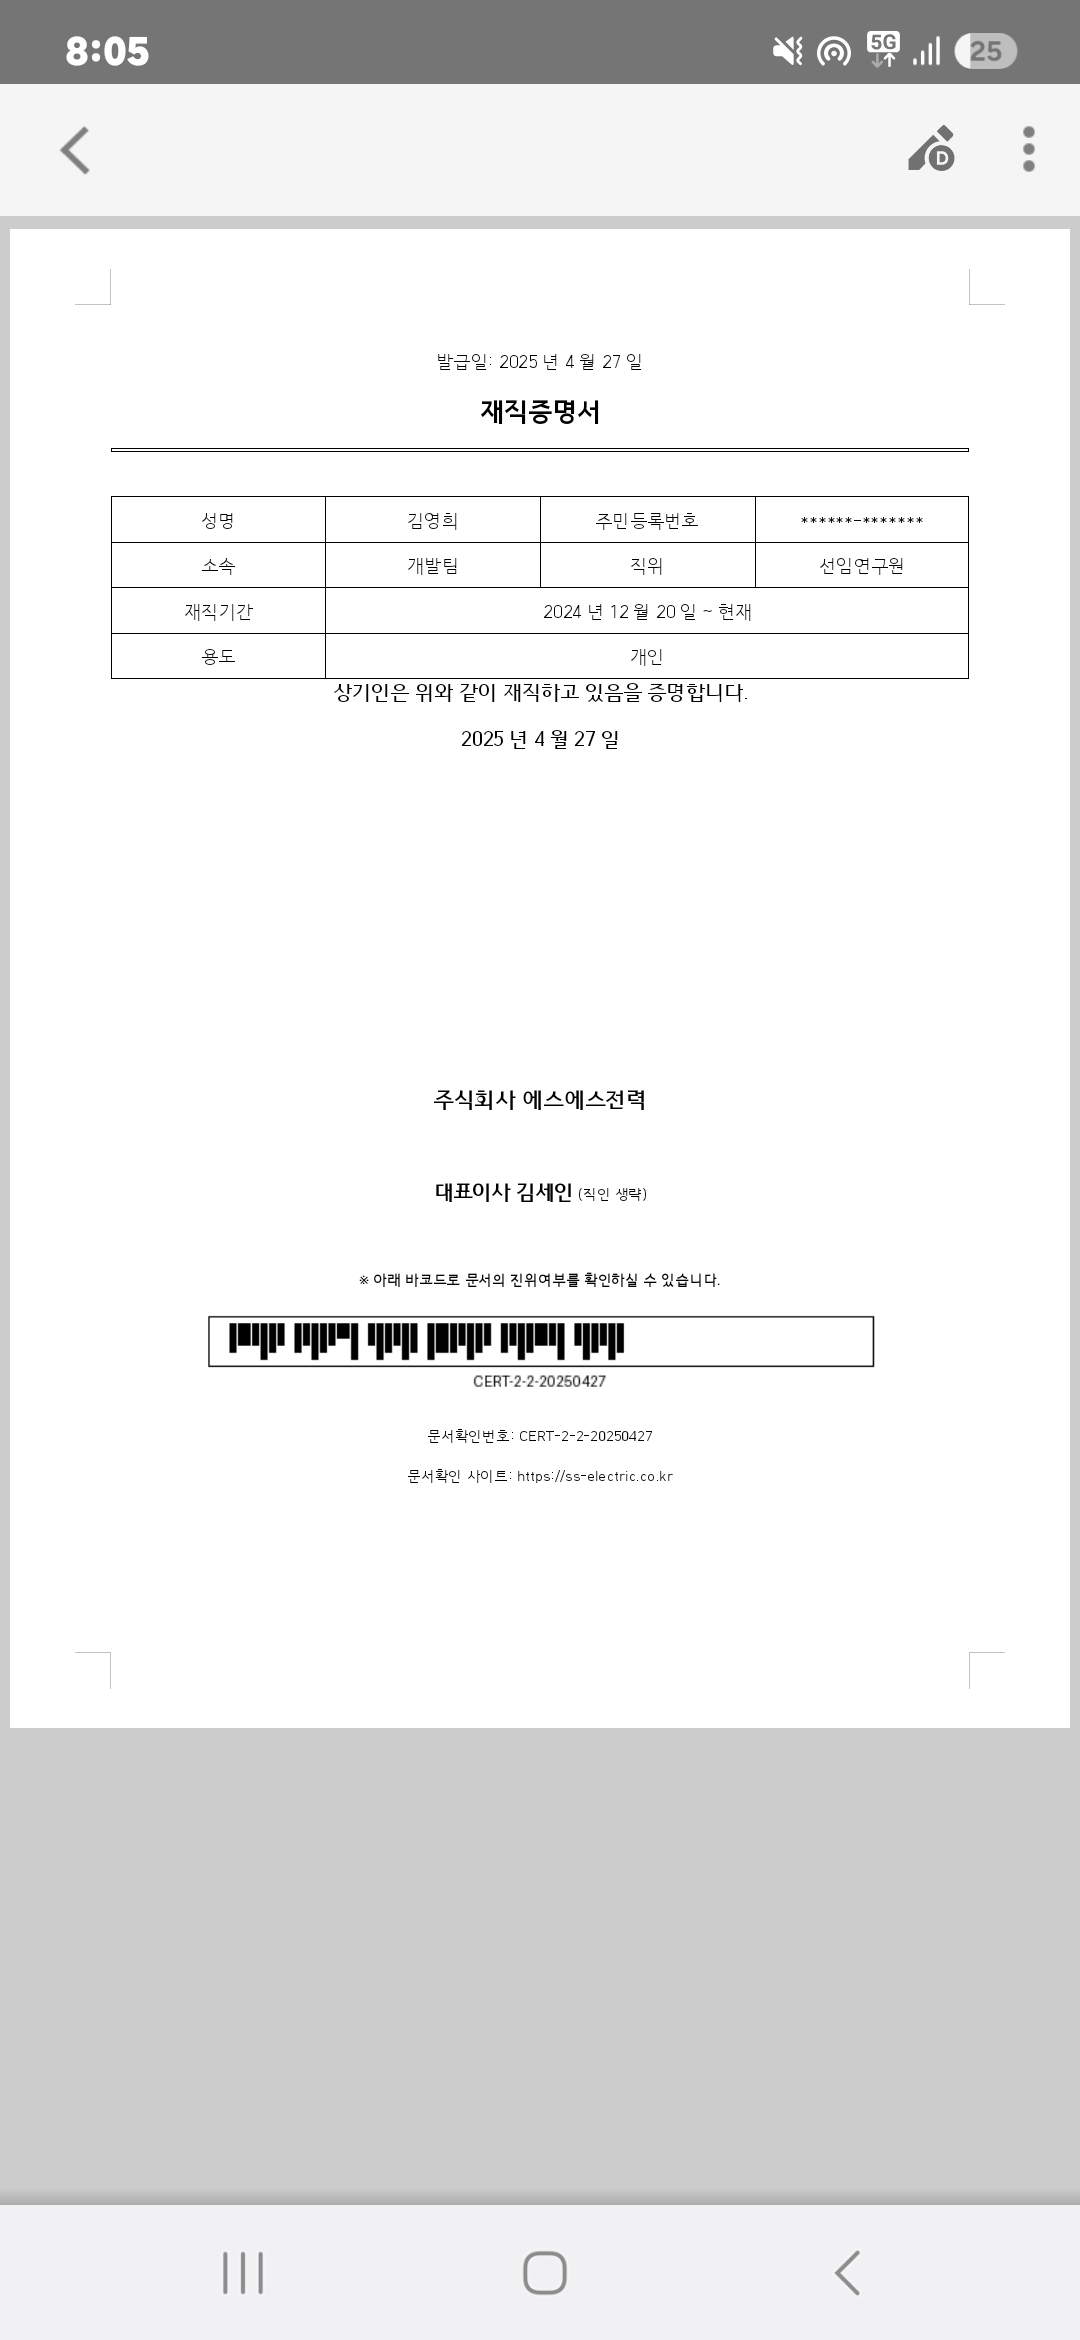 8:05
5G
25
D
발급일: 2025 년 4 월 27 일
재직증명서
성명 김영희 주민등록번호 ******-*******
소속 개발팀 직위 선임연구원
재직기간 2024 년 12 월 20 일 ~ 현재
용도 개인
상기인은 위와 같이 재직하고 있음을 증명합니다.
2025 년 4 월 27 일
주식회사 에스에스전력
대표이사 김세인 (직인 생략)
※ 아래 바코드로 문서의 진위여부를 확인하실 수 있습니다.
CERT-2-2-20250427
문서확인번호: CERT-2-2-20250427
문서확인 사이트: https://ss-electric.co.kr